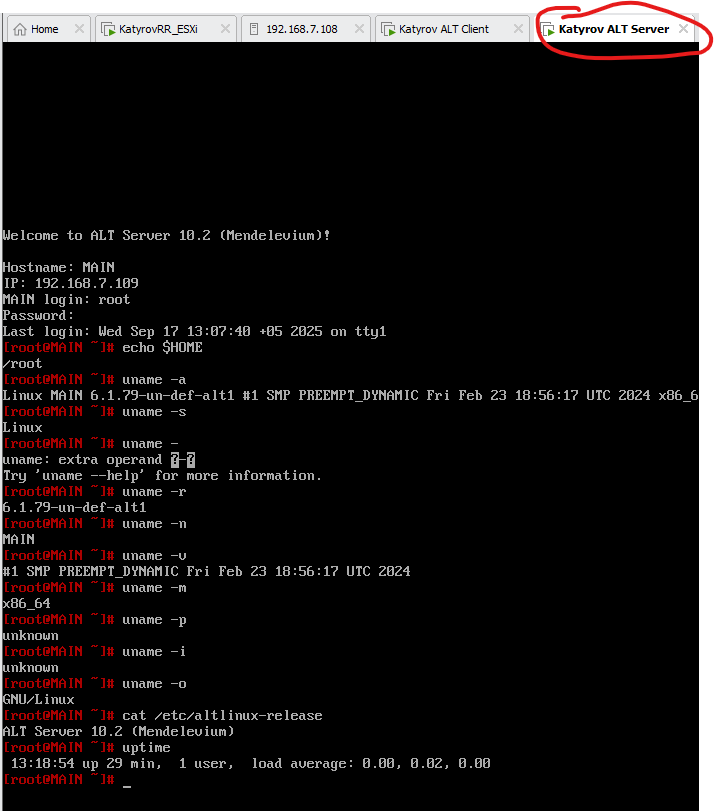 Home
KatyrovRR_ESXi
192.168.7.108
Katyrov ALT Client
Katyrov ALT Server
Welcome to ALT Server 10.2 (Mendelevium)!
Hostname: MAIN
IP: 192.168.7.109
MAIN login: root
Password:
Last login: Wed Sep 17 13:07:40 +05 2025 on tty1
[root@MAIN ~]# echo $HOME
/root
[root@MAIN ~]# uname -a
Linux MAIN 6.1.79-un-def-alt1 #1 SMP PREEMPT_DYNAMIC Fri Feb 23 18:56:17 UTC 2024 x86_6
[root@MAIN ~]# uname -s
Linux
[root@MAIN ~]# uname -
uname: extra operand ?-?
Try 'uname --help' for more information.
[root@MAIN ~]# uname -r
6.1.79-un-def-alt1
[root@MAIN ~]# uname -n
MAIN
[root@MAIN ~]# uname -v
#1 SMP PREEMPT_DYNAMIC Fri Feb 23 18:56:17 UTC 2024
[root@MAIN ~]# uname -m
x86_64
[root@MAIN ~]# uname -p
unknown
[root@MAIN ~]# uname -i
unknown
[root@MAIN ~]# uname -o
GNU/Linux
[root@MAIN ~]# cat /etc/altlinux-release
ALT Server 10.2 (Mendelevium)
[root@MAIN ~]# uptime
13:18:54 up 29 min, 1 user, load average: 0.00, 0.02, 0.00
[root@MAIN ~]# _